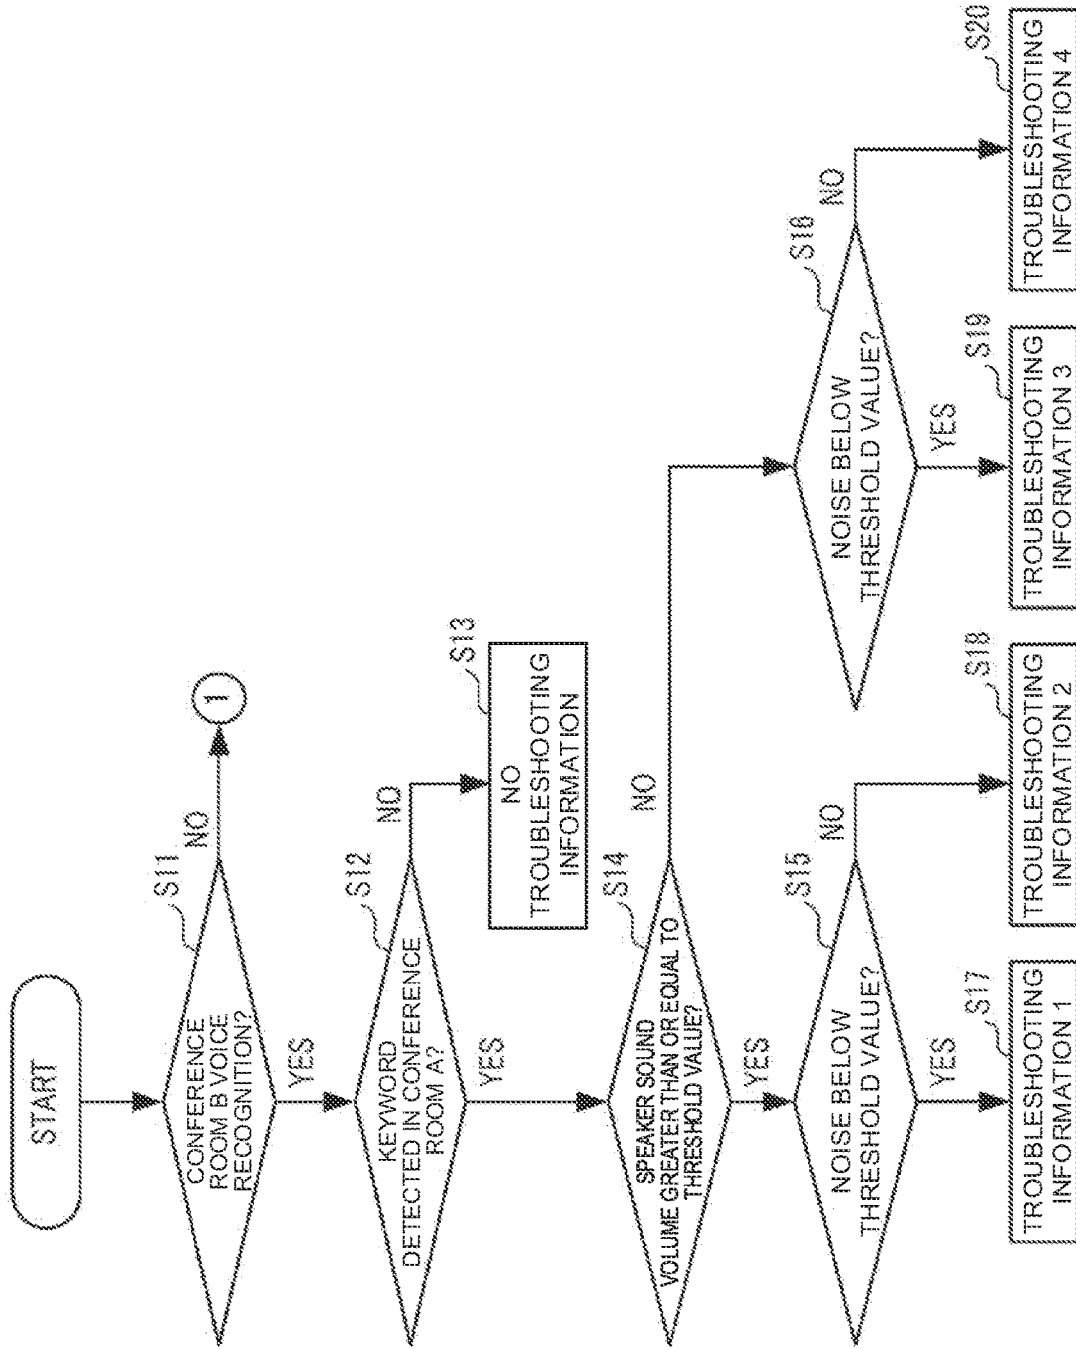 START
S11
CONFERENCE
ROOM B VOICE
RECOGNITION?
NO
1
YES
S12
KEYWORD
DETECTED IN CONFERENCE
ROOM A?
NO
S13
NO
TROUBLESHOOTING
INFORMATION
YES
S14
SPEAKER SOUND
VOLUME GREATER THAN OR EQUAL TO
THRESHOLD VALUE?
NO
YES
S15
NOISE BELOW
THRESHOLD VALUE?
NO
YES
S16
NOISE BELOW
THRESHOLD VALUE?
NO
YES
S17
TROUBLESHOOTING
INFORMATION 1
S18
TROUBLESHOOTING
INFORMATION 2
S19
TROUBLESHOOTING
INFORMATION 3
S20
TROUBLESHOOTING
INFORMATION 4